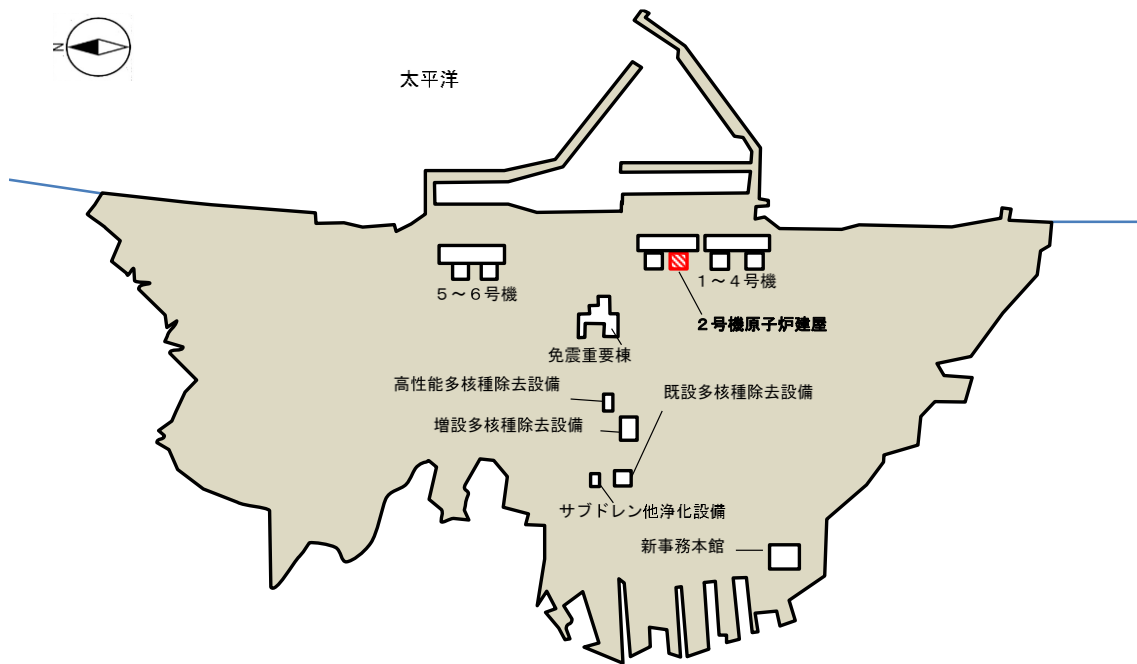 N
太平洋
５～６号機
１～４号機
２号機原子炉建屋
免震重要棟
高性能多核種除去設備
既設多核種除去設備
増設多核種除去設備
サブドレン他浄化設備
新事務本館